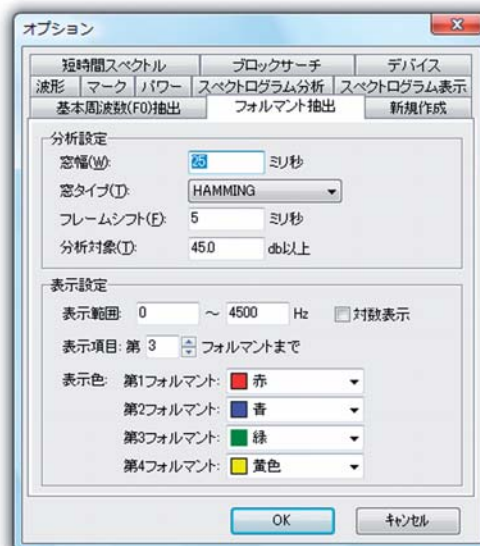 オプション
短時間スペクトル ブロックサーチ デバイス
波形 マーク パワー スペクトログラム分析 スペクトログラム表示
基本周波数(F0)抽出 フォルマント抽出 新規作成
分析設定
窓幅(W): 25 ミリ秒
窓タイプ(T): HAMMING
フレームシフト(F): 5 ミリ秒
分析対象(T): 45.0 db以上
表示設定
表示範囲: 0 ～ 4500 Hz 対数表示
表示項目: 第 3 フォルマントまで
表示色: 第1フォルマント: 赤
第2フォルマント: 青
第3フォルマント: 緑
第4フォルマント: 黄色
OK キャンセル